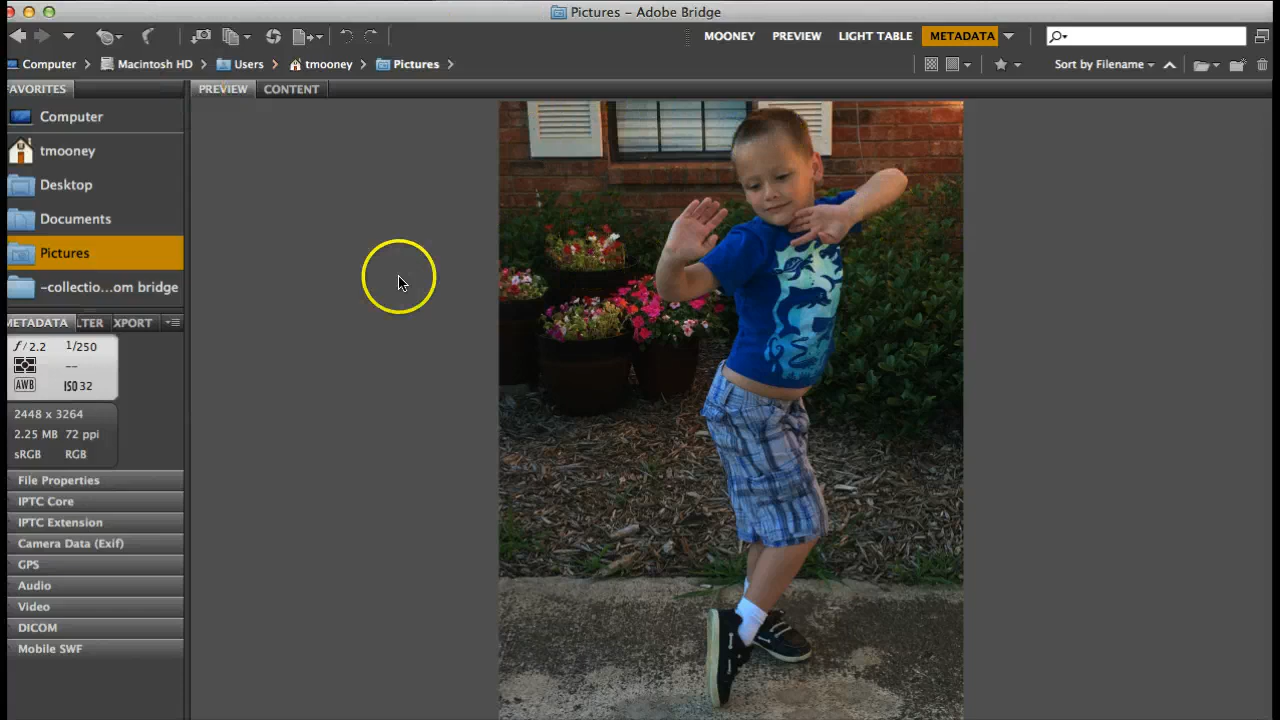 Pictures – Adobe Bridge
MOONEY PREVIEW LIGHT TABLE METADATA
Computer Macintosh HD Users tmooney Pictures Sort by Filename
AVORITES PREVIEW CONTENT
Computer
tmooney
Desktop
Documents
Pictures
~collectio...om bridge
METADATA LTER XPORT
f/2.2 1/250
--
AWB ISO 32
2448 x 3264
2.25 MB 72 ppi
sRGB RGB
File Properties
IPTC Core
IPTC Extension
Camera Data (Exif)
GPS
Audio
Video
DICOM
Mobile SWF